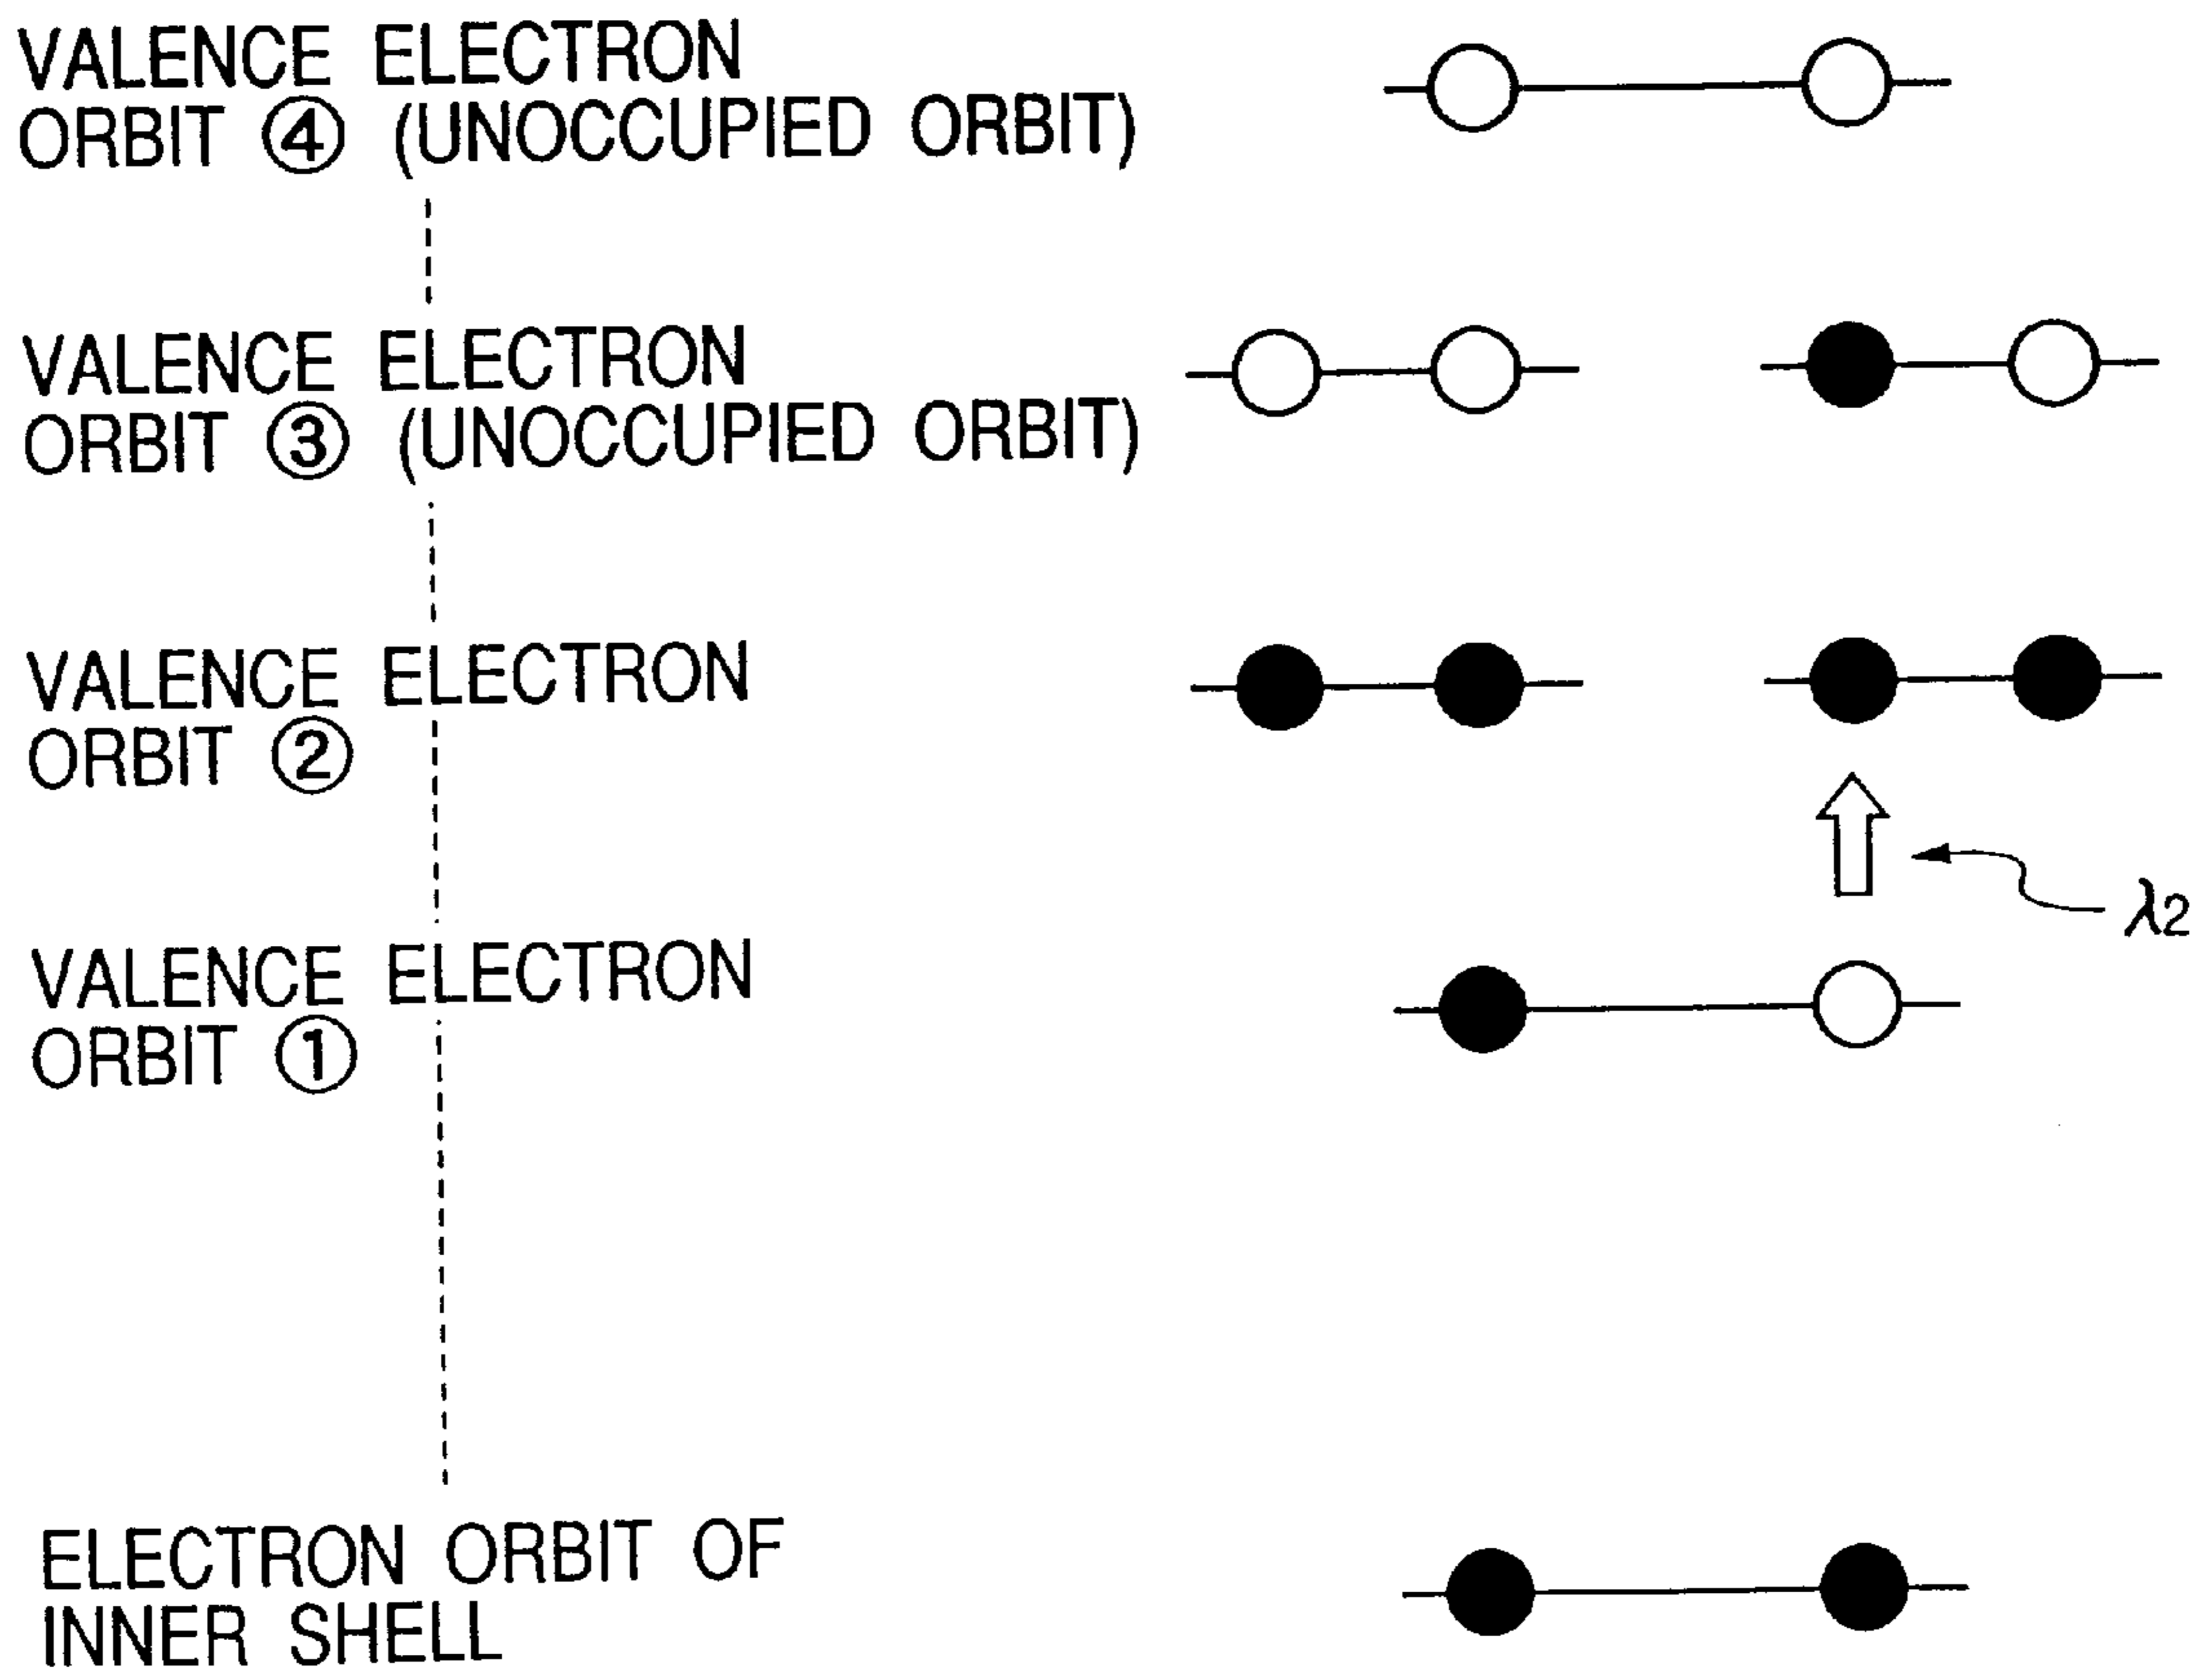 VALENCE ELECTRON
ORBIT ④ (UNOCCUPIED ORBIT)
VALENCE ELECTRON
ORBIT ③ (UNOCCUPIED ORBIT)
VALENCE ELECTRON
ORBIT ②
λ2
VALENCE ELECTRON
ORBIT ①
ELECTRON ORBIT OF
INNER SHELL